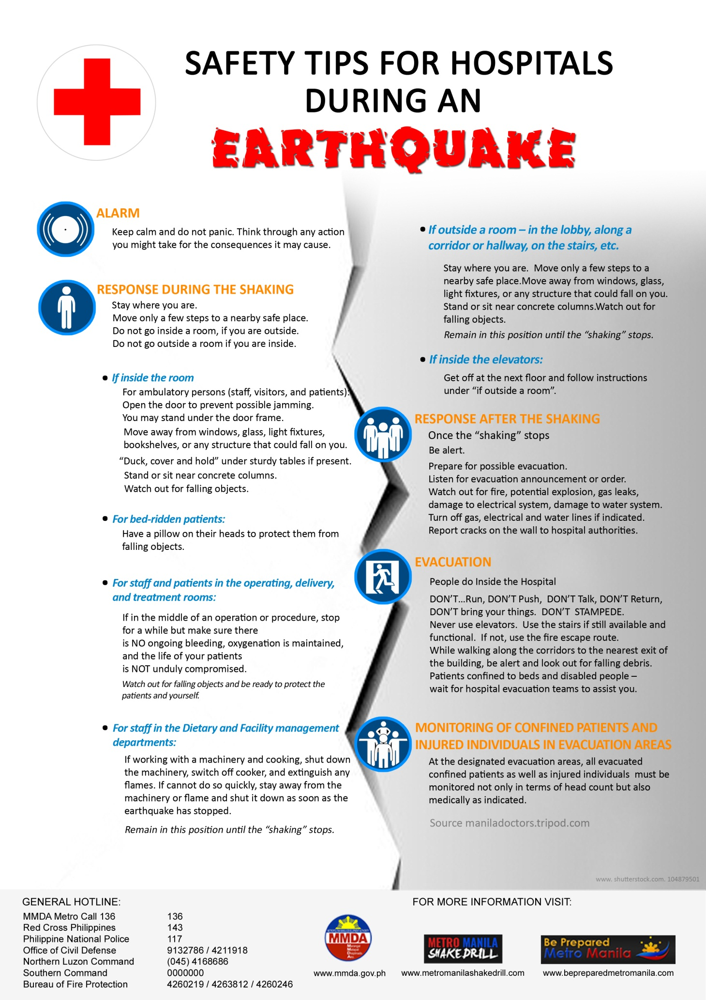 SAFETY TIPS FOR HOSPITALS
DURING AN
EARTHQUAKE
ALARM
Keep calm and do not panic. Think through any action
you might take for the consequences it may cause.
RESPONSE DURING THE SHAKING
Stay where you are.
Move only a few steps to a nearby safe place.
Do not go inside a room, if you are outside.
Do not go outside a room if you are inside.
• If inside the room
For ambulatory persons (staff, visitors, and patients):
Open the door to prevent possible jamming.
You may stand under the door frame.
Move away from windows, glass, light fixtures,
bookshelves, or any structure that could fall on you.
“Duck, cover and hold” under sturdy tables if present.
Stand or sit near concrete columns.
Watch out for falling objects.
• For bed-ridden patients:
Have a pillow on their heads to protect them from
falling objects.
• For staff and patients in the operating, delivery,
and treatment rooms:
If in the middle of an operation or procedure, stop
for a while but make sure there
is NO ongoing bleeding, oxygenation is maintained,
and the life of your patients
is NOT unduly compromised.
Watch out for falling objects and be ready to protect the
patients and yourself.
• For staff in the Dietary and Facility management
departments:
If working with a machinery and cooking, shut down
the machinery, switch off cooker, and extinguish any
flames. If cannot do so quickly, stay away from the
machinery or flame and shut it down as soon as the
earthquake has stopped.
Remain in this position until the “shaking” stops.
• If outside a room – in the lobby, along a
corridor or hallway, on the stairs, etc.
Stay where you are.  Move only a few steps to a
nearby safe place.Move away from windows, glass,
light fixtures, or any structure that could fall on you.
Stand or sit near concrete columns.Watch out for
falling objects.
Remain in this position until the “shaking” stops.
• If inside the elevators:
Get off at the next floor and follow instructions
under “if outside a room”.
RESPONSE AFTER THE SHAKING
Once the “shaking” stops
Be alert.
Prepare for possible evacuation.
Listen for evacuation announcement or order.
Watch out for fire, potential explosion, gas leaks,
damage to electrical system, damage to water system.
Turn off gas, electrical and water lines if indicated.
Report cracks on the wall to hospital authorities.
EVACUATION
People do Inside the Hospital
DON’T...Run, DON’T Push,  DON’T Talk, DON’T Return,
DON’T bring your things.  DON’T  STAMPEDE.
Never use elevators.  Use the stairs if still available and
functional.  If not, use the fire escape route.
While walking along the corridors to the nearest exit of
the building, be alert and look out for falling debris.
Patients confined to beds and disabled people –
wait for hospital evacuation teams to assist you.
MONITORING OF CONFINED PATIENTS AND
INJURED INDIVIDUALS IN EVACUATION AREAS
At the designated evacuation areas, all evacuated
confined patients as well as injured individuals  must be
monitored not only in terms of head count but also
medically as indicated.
Source maniladoctors.tripod.com
www. shutterstock.com. 104879501
GENERAL HOTLINE:
MMDA Metro Call 136 136
Red Cross Philippines 143
Philippine National Police 117
Office of Civil Defense 9132786 / 4211918
Northern Luzon Command (045) 4168686
Southern Command 0000000
Bureau of Fire Protection 4260219 / 4263812 / 4260246
MMDA
www.mmda.gov.ph
FOR MORE INFORMATION VISIT:
METRO MANILA
SHAKE DRILL
www.metromanilashakedrill.com
Be Prepared
Metro Manila
www.bepreparedmetromanila.com